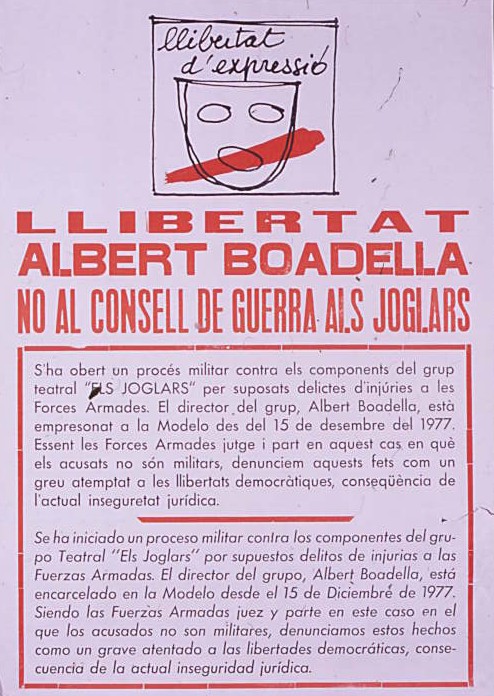 llibertat
d'expressió
LLIBERTAT
ALBERT BOADELLA
NO AL CONSELL DE GUERRA ALS JOGLARS
S'ha obert un procés militar contra els components del grup
teatral "ELS JOGLARS" per suposats delictes d'injúries a les
Forces Armades. El director del grup, Albert Boadella, està
empresonat a la Modelo des del 15 de desembre del 1977.
Essent les Forces Armades jutge i part en aquest cas en què
els acusats no són militars, denunciem aquests fets com un
greu atemptat a les llibertats democràtiques, conseqüència de
l'actual inseguretat jurídica.
Se ha iniciado un proceso militar contra los componentes del gru-
po Teatral "Els Joglars" por supuestos delitos de injurias a las
Fuerzas Armadas. El director del grupo, Albert Boadella, está
encarcelado en la Modelo desde el 15 de Diciembre de 1977.
Siendo las Fuerzas Armadas juez y parte en este caso en el
que los acusados no son militares, denunciamos estos hechos
como un grave atentado a las libertades democráticas, conse-
cuencia de la actual inseguridad jurídica.